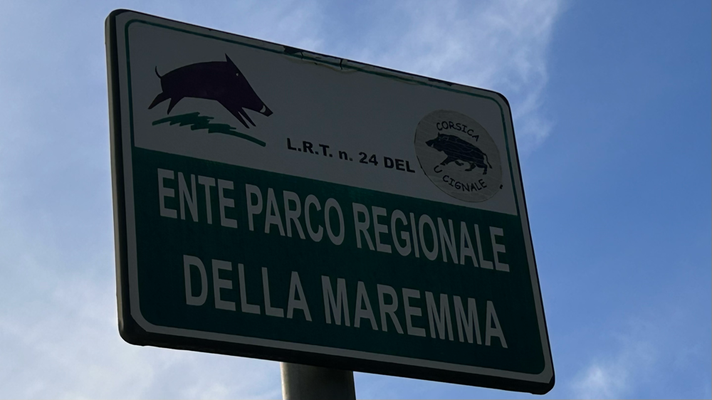 L.R.T. n. 24 DEL
CORSICA
U CIGNALE
ENTE PARCO REGIONALE
DELLA MAREMMA